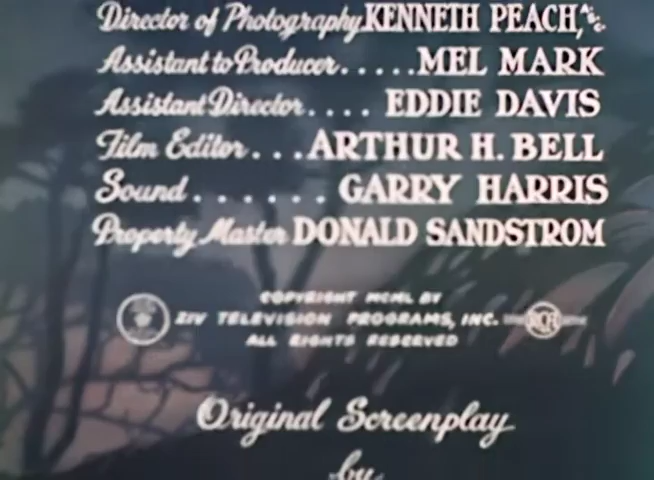 Director of Photography KENNETH PEACH, A.S.C.
Assistant to Producer.....MEL MARK
Assistant Director.... EDDIE DAVIS
Film Editor...ARTHUR H. BELL
Sound...... GARRY HARRIS
Property Master DONALD SANDSTROM
COPYRIGHT MCML BY
ZIV TELEVISION PROGRAMS, INC.
RCA
ALL RIGHTS RESERVED
Original Screenplay
by